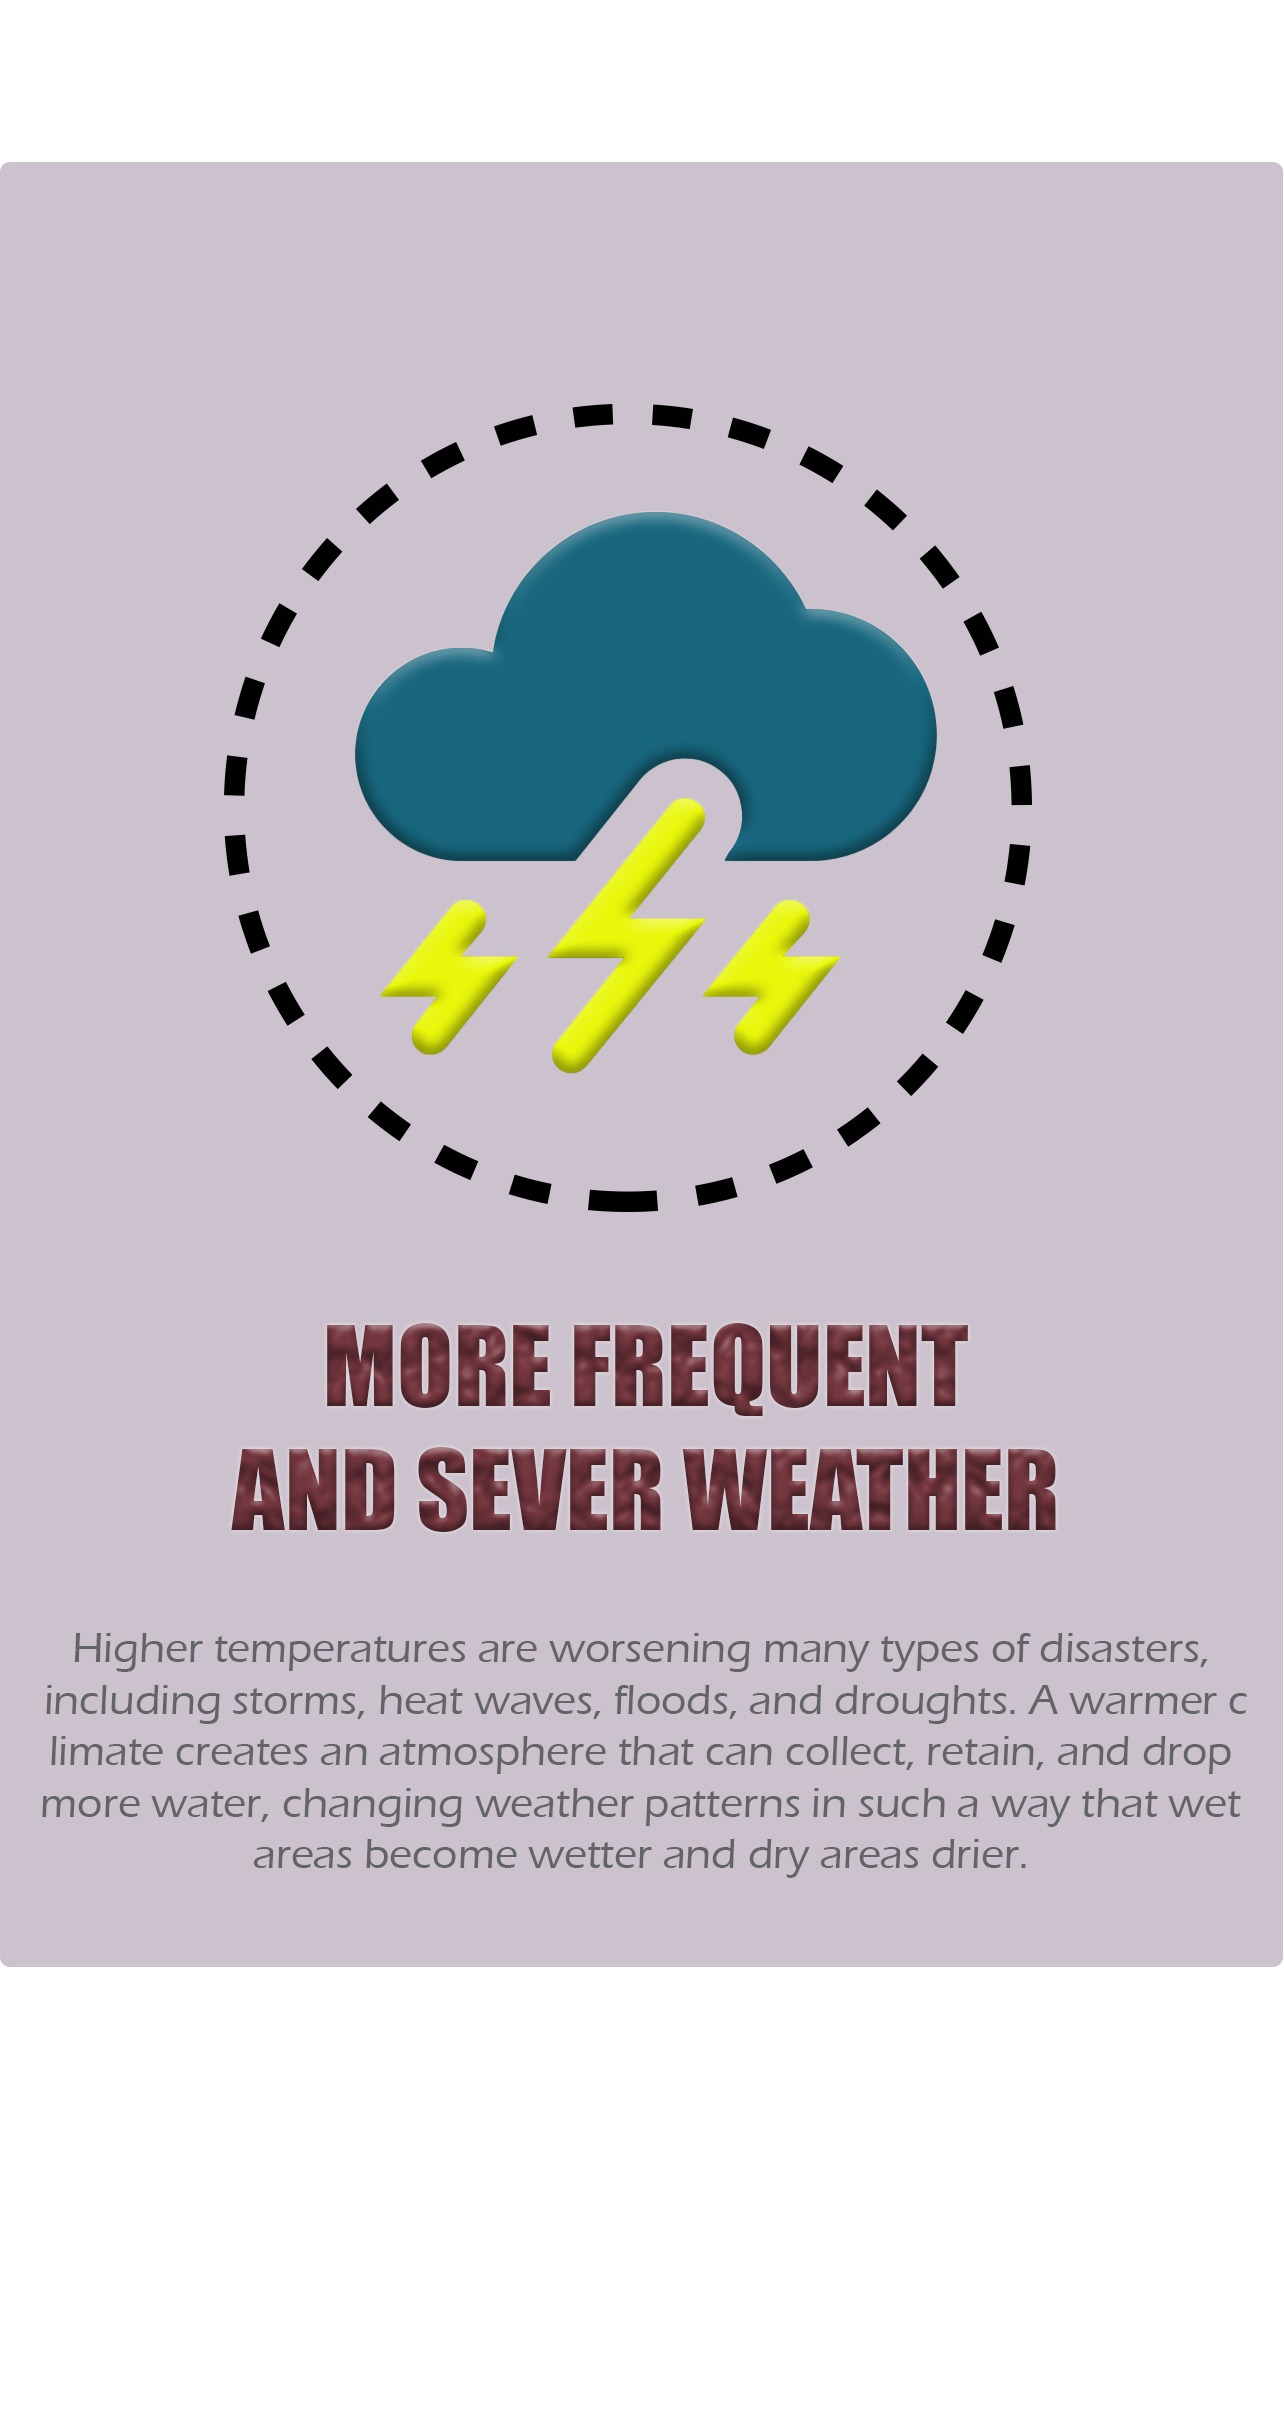 MORE FREQUENT
AND SEVER WEATHER
Higher temperatures are worsening many types of disasters,
including storms, heat waves, floods, and droughts. A warmer c
limate creates an atmosphere that can collect, retain, and drop
more water, changing weather patterns in such a way that wet
areas become wetter and dry areas drier.